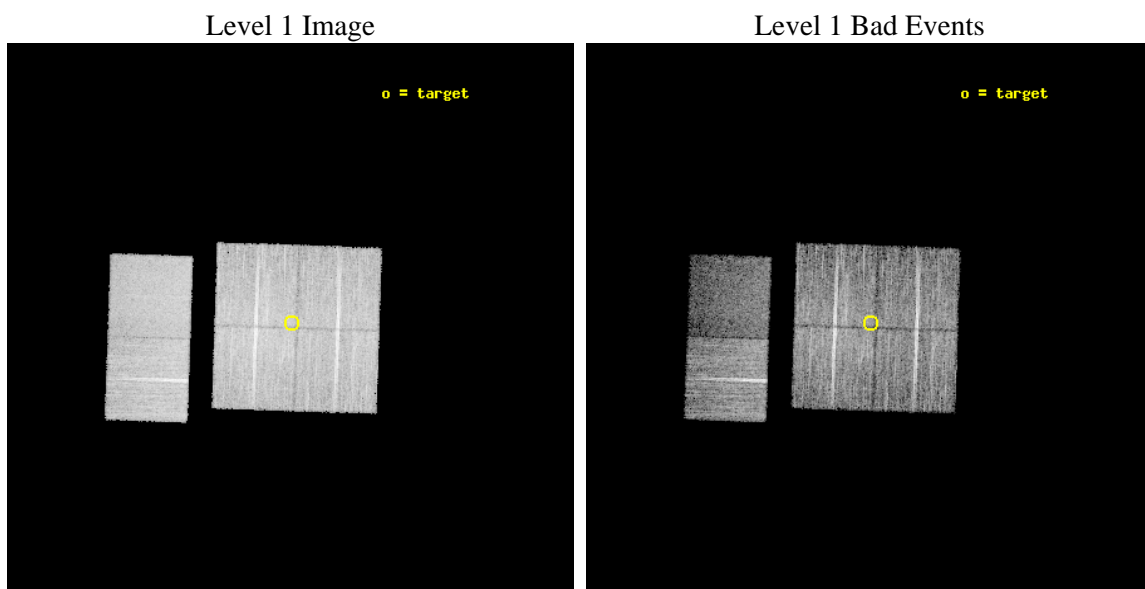 Level 1 Image
Level 1 Bad Events
o = target
o = target